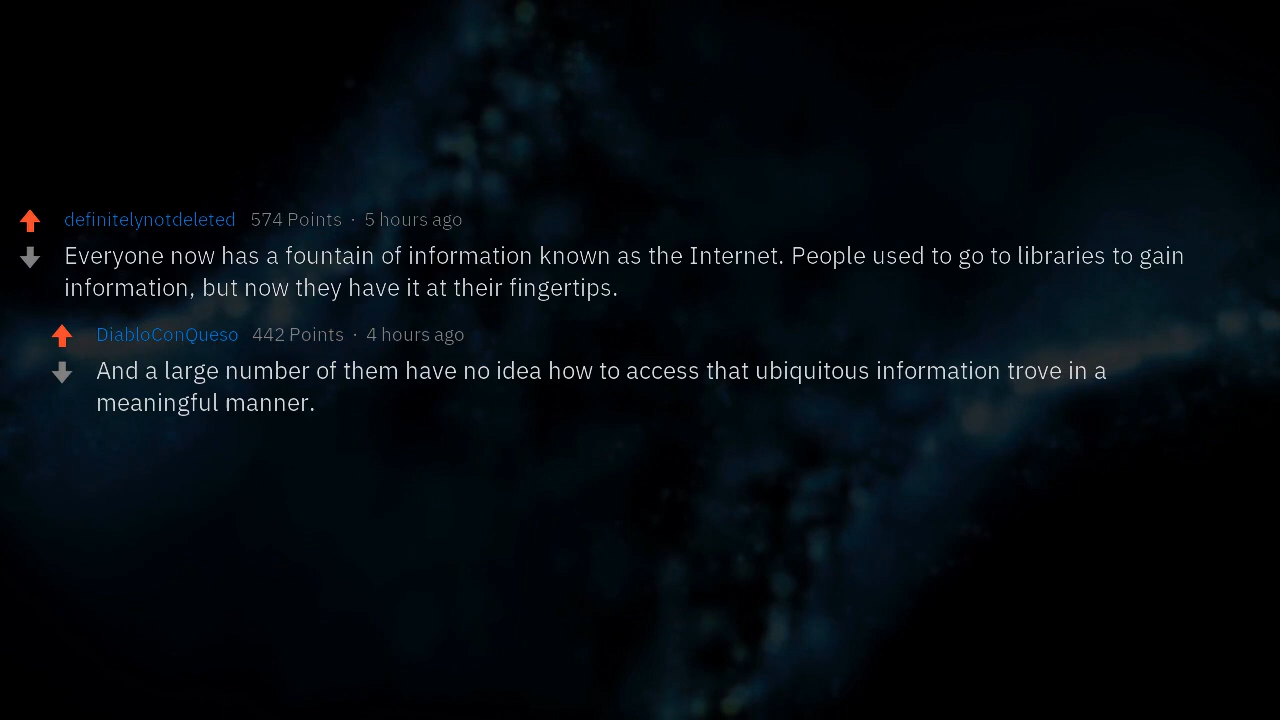 definitelynotdeleted 574 Points · 5 hours ago
Everyone now has a fountain of information known as the Internet. People used to go to libraries to gain
information, but now they have it at their fingertips.
DiabloConQueso 442 Points · 4 hours ago
And a large number of them have no idea how to access that ubiquitous information trove in a
meaningful manner.